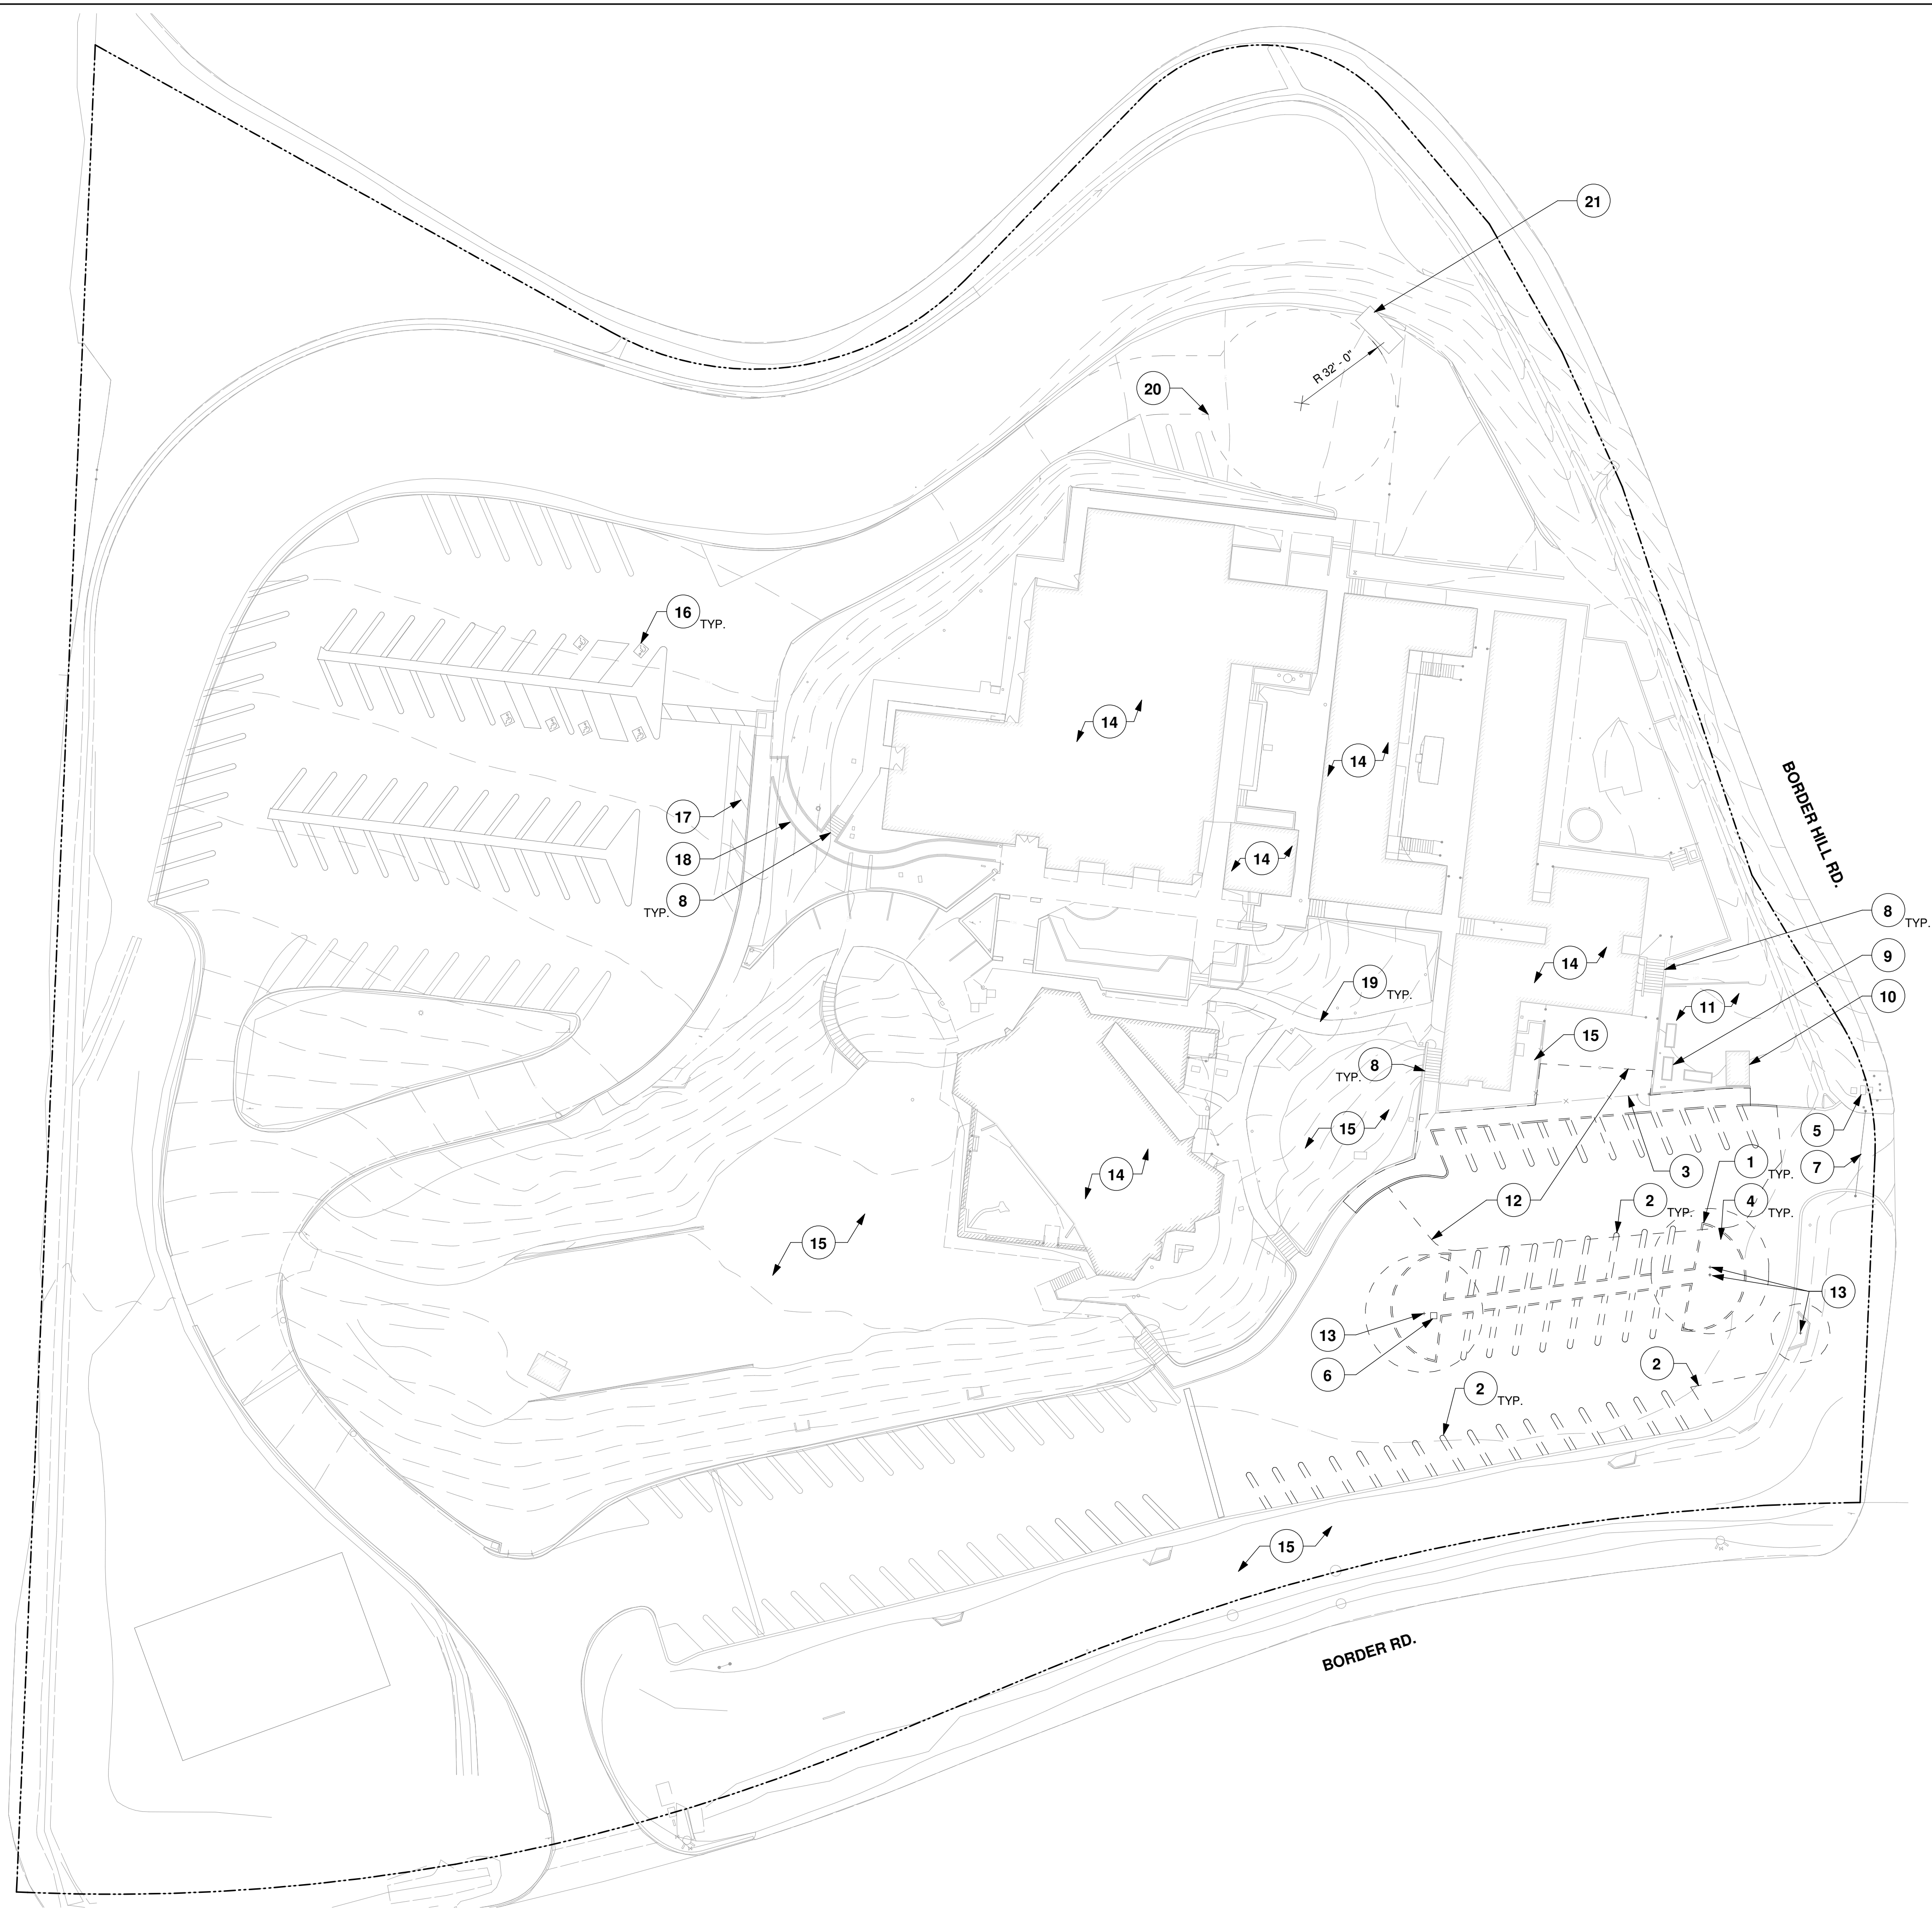 21
R 32' - 0"
20
16 TYP.
14
14
17
18
14
8 TYP.
BORDER HILL RD.
8 TYP.
9
14
19 TYP.
10
11
15
8 TYP.
15
5
3
1 TYP.
7
14
12
2 TYP.
4 TYP.
15
13
13
6
2
2 TYP.
15
BORDER RD.